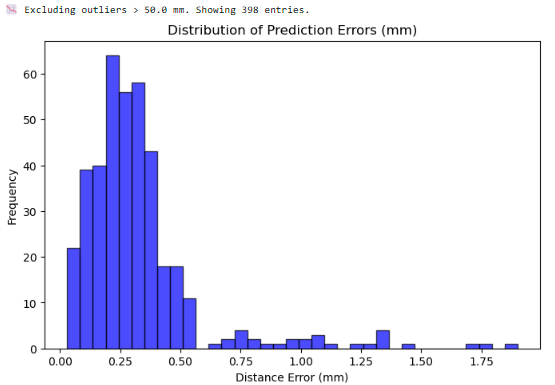 Excluding outliers > 50.0 mm. Showing 398 entries.
Distribution of Prediction Errors (mm)
Frequency
60
50
40
30
20
10
0
0.00 0.25 0.50 0.75 1.00 1.25 1.50 1.75
Distance Error (mm)